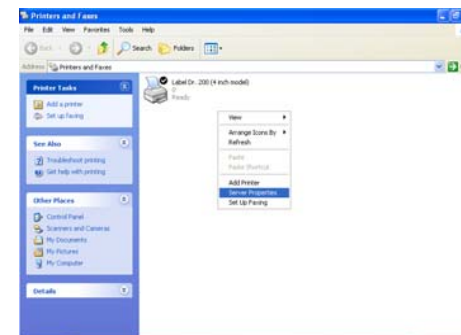 Printers and Faxes
File Edit View Favorites Tools Help
Back Search Folders
Address Printers and Faxes
Printer Tasks
Add a printer
Set up faxing
See Also
Troubleshoot printing
Get help with printing
Other Places
Control Panel
Scanners and Cameras
My Documents
My Pictures
My Computer
Details
Label Dr. 200 (4 inch model)
0
Ready
View
Arrange Icons By
Refresh
Paste
Paste Shortcut
Add Printer
Server Properties
Set Up Faxing